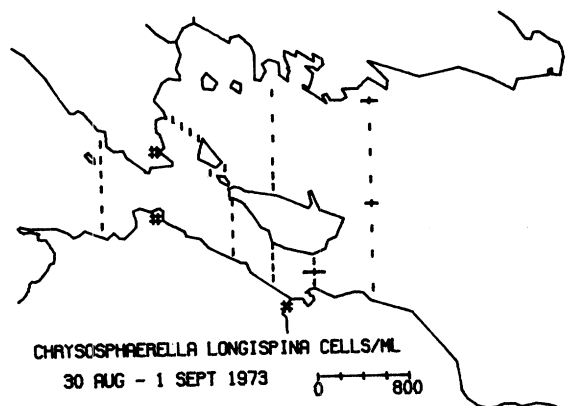 CHRYSOSPHAERELLA LONGISPINA CELLS/ML
30 AUG - 1 SEPT 1973
0 800